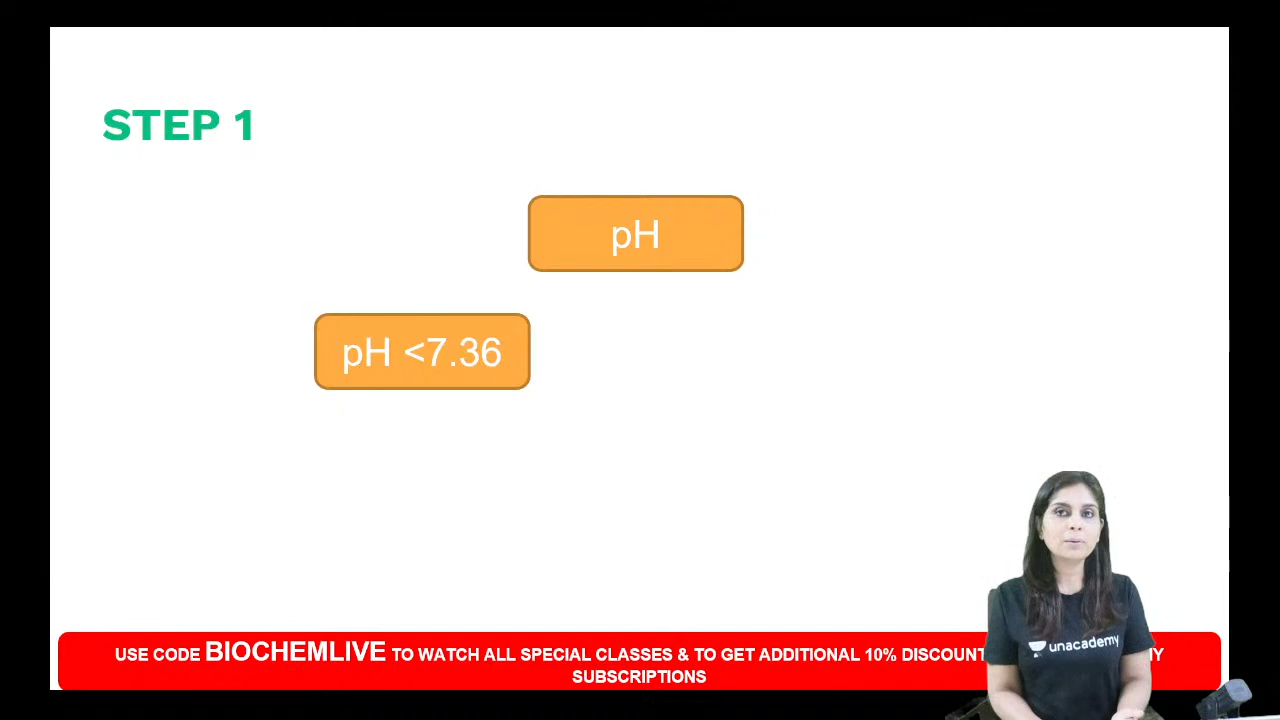 STEP 1
pH
pH <7.36
unacademy
USE CODE BIOCHEMLIVE TO WATCH ALL SPECIAL CLASSES & TO GET ADDITIONAL 10% DISCOUNT
SUBSCRIPTIONS